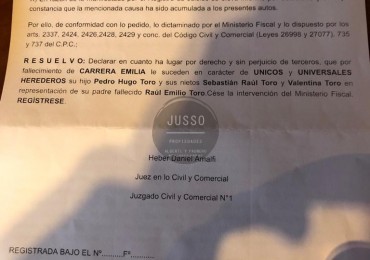 constancia que la mencionada causa ha sido acumulada a los presentes autos.
Por ello, de conformidad con lo pedido, lo dictaminado por el Ministerio Fiscal y lo dispuesto por los
arts. 2337, 2424, 2426,2428, 2429 y conc. del Código Civil y Comercial (Leyes 26998 y 27077), 735
y 737 del C.P.C.;
R E S U E L V O: Declarar en cuanto ha lugar por derecho y sin perjuicio de terceros, que por
fallecimiento de CARRERA EMILIA le suceden en carácter de UNICOS y UNIVERSALES
HEREDEROS su hijo Pedro Hugo Toro y sus nietos Sebastián Raúl Toro y Valentina Toro en
representación de su padre fallecido Raúl Emilio Toro.Cese la intervención del Ministerio Fiscal.
REGÍSTRESE.
JUSSO
PROPIEDADES
Heber Daniel Amalfi
Juez en lo Civil y Comercial
Juzgado Civil y Comercial N°1
REGISTRADA BAJO EL N°.........F°..........